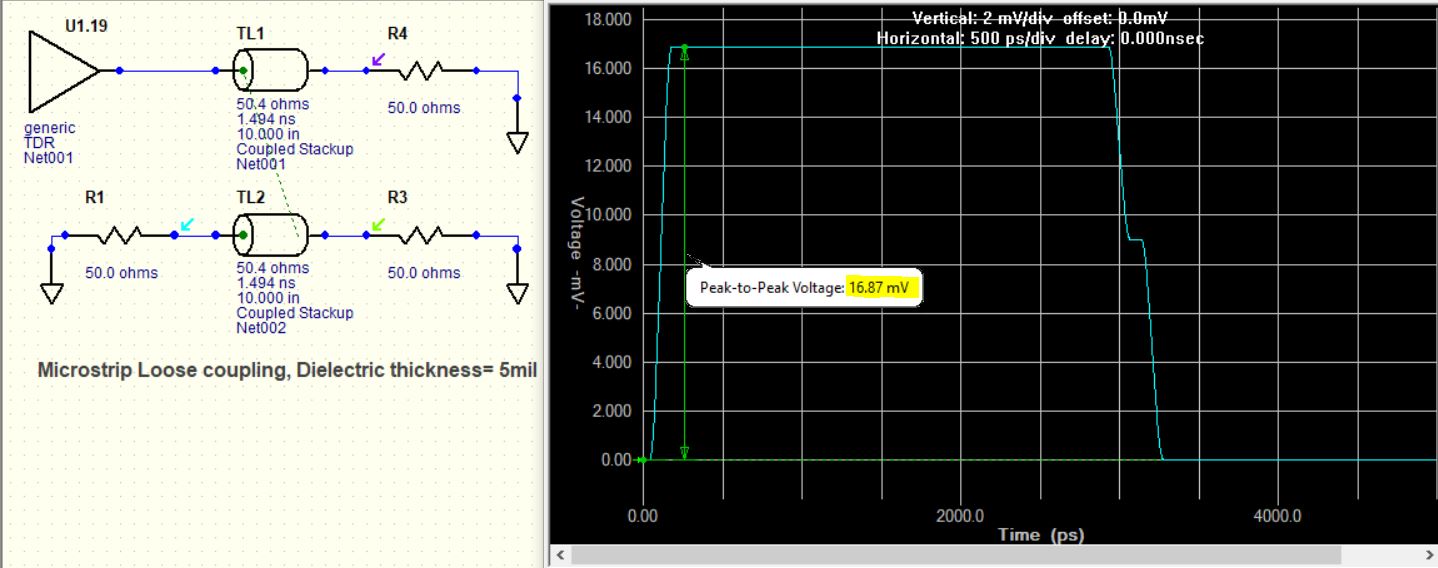 U1.19
TL1
R4
50.4 ohms
1.494 ns
10.000 in
Coupled Stackup
Net001
50.0 ohms
generic
TDR
Net001
R1
TL2
R3
50.0 ohms
50.4 ohms
1.494 ns
10.000 in
Coupled Stackup
Net002
50.0 ohms
Microstrip Loose coupling, Dielectric thickness= 5mil
Vertical: 2 mV/div offset: 0.0mV
Horizontal: 500 ps/div delay: 0.000nsec
18.000
16.000
14.000
12.000
10.000
8.000
6.000
4.000
2.000
0.00
Voltage -mV-
Peak-to-Peak Voltage: 16.87 mV
0.00
2000.0
4000.0
Time (ps)